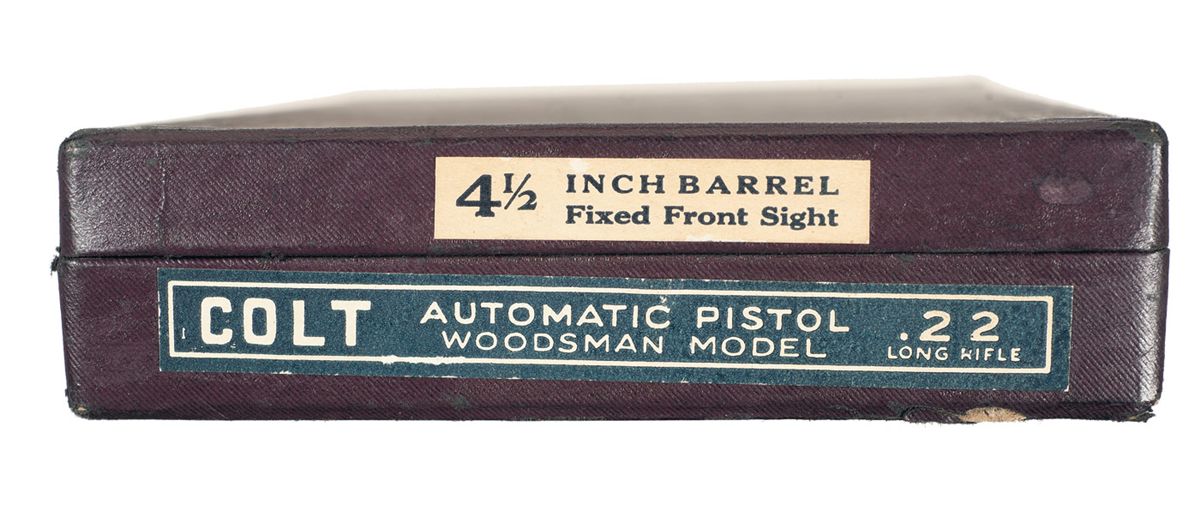 4½ INCH BARREL
Fixed Front Sight
COLT AUTOMATIC PISTOL .22
WOODSMAN MODEL LONG RIFLE